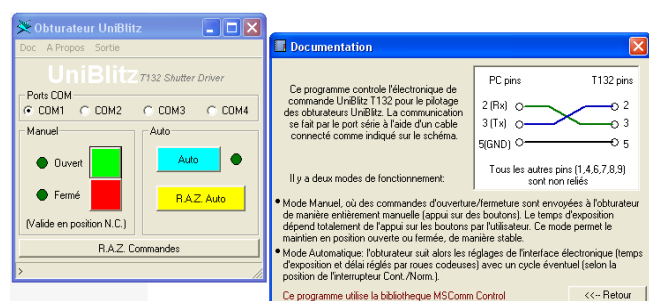 Obturateur UniBlitz
Doc A Propos Sortie
UniBlitz T132 Shutter Driver
Ports COM
COM1 COM2 COM3 COM4
Manuel
Ouvert
Fermé
(Valide en position N.C.)
Auto
Auto
R.A.Z. Auto
R.A.Z. Commandes
>
Documentation
Ce programme controle l'électronique de
commande UniBlitz T132 pour le pilotage
des obturateurs UniBlitz. La communication
se fait par le port série à l'aide d'un cable
connecté comme indiqué sur le schéma.
Il y a deux modes de fonctionnement:
PC pins T132 pins
2 (Rx) 2
3 (Tx) 3
5(GND) 5
Tous les autres pins (1,4,6,7,8,9)
sont non reliés
Mode Manuel, où des commandes d'ouverture/fermeture sont envoyées à l'obturateur
de manière entièrement manuelle (appui sur des boutons). Le temps d'exposition
dépend totalement de l'appui sur les boutons par l'utilisateur. Ce mode permet le
maintien en position ouverte ou fermée, de manière stable.
Mode Automatique: l'obturateur suit alors les réglages de l'interface électronique (temps
d'exposition et délai réglés par roues codeuses) avec un cycle éventuel (selon la
position de l'interrupteur Cont./Norm.).
Ce programme utilise la bibliotheque MSComm Control
<<-- Retour